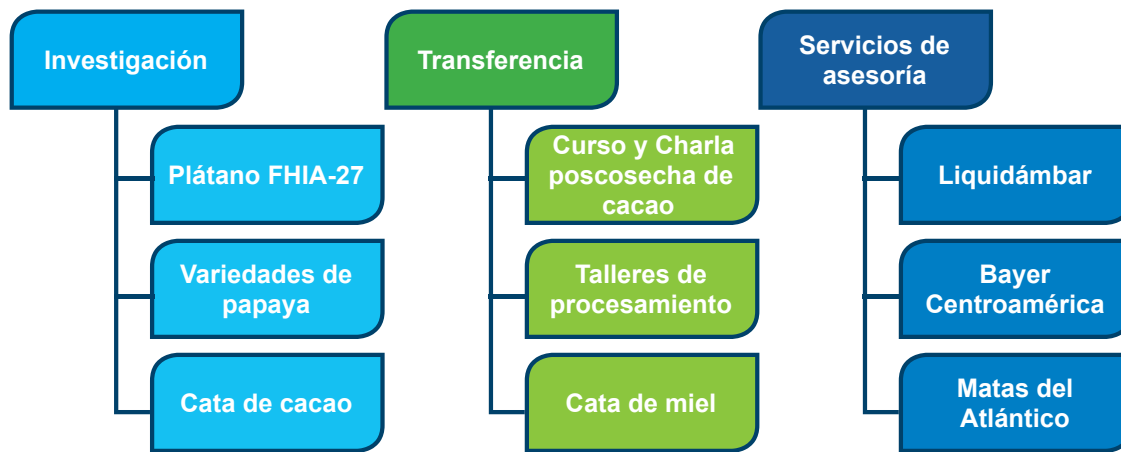 Investigación
Transferencia
Servicios de
asesoría
Plátano FHIA-27
Curso y Charla
poscosecha de
cacao
Liquidámbar
Variedades de
papaya
Talleres de
procesamiento
Bayer
Centroamérica
Cata de cacao
Cata de miel
Matas del
Atlántico